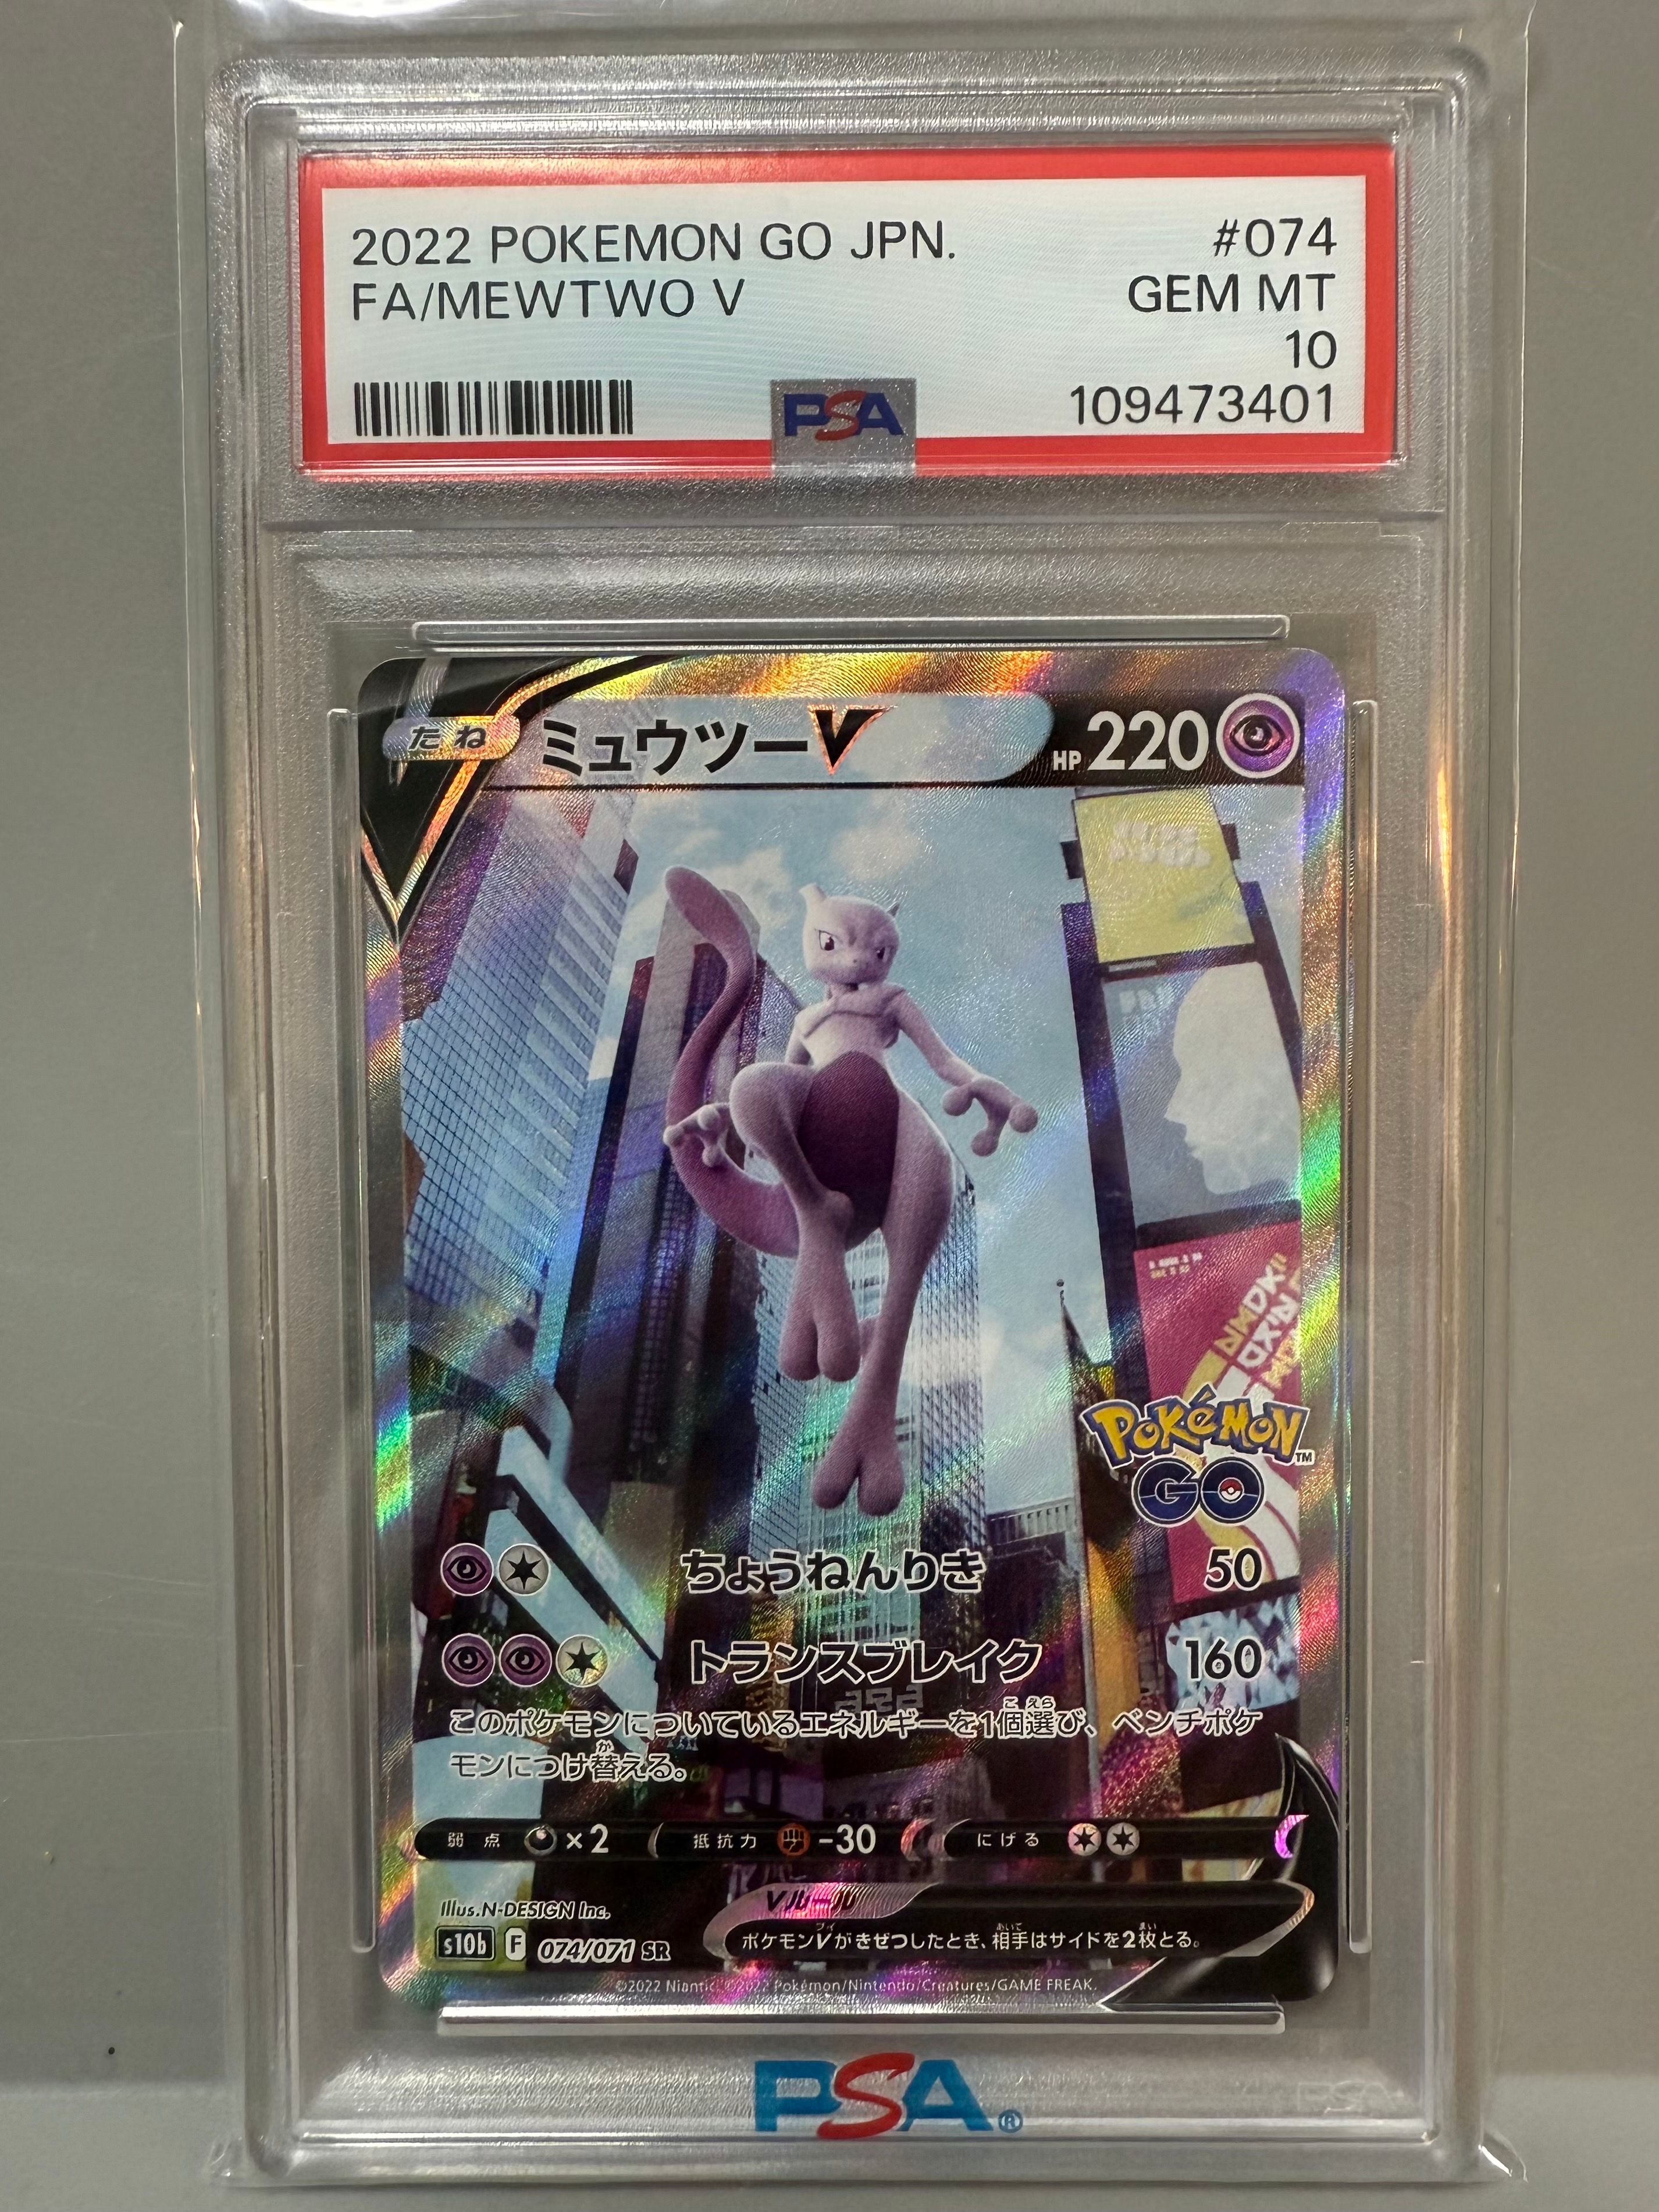 2022 POKEMON GO JPN. #074
FA/MEWTWO V GEM MT
10
PSA 109473401
たね ミュウツーV HP 220
Pokémon™
GO
ちょうねんりき 50
トランスブレイク 160
このポケモンについているエネルギーを1個選び、ベンチポケ
モンにつけ替える。
弱点 ×2 抵抗力 -30 にげる
Illus.N-DESIGN Inc.
Vルール
ポケモンVがきぜつしたとき、相手はサイドを2枚とる。
s10b F 074/071 SR
©2022 Niantic. ©2022 Pokémon/Nintendo/Creatures/GAME FREAK.
PSA®